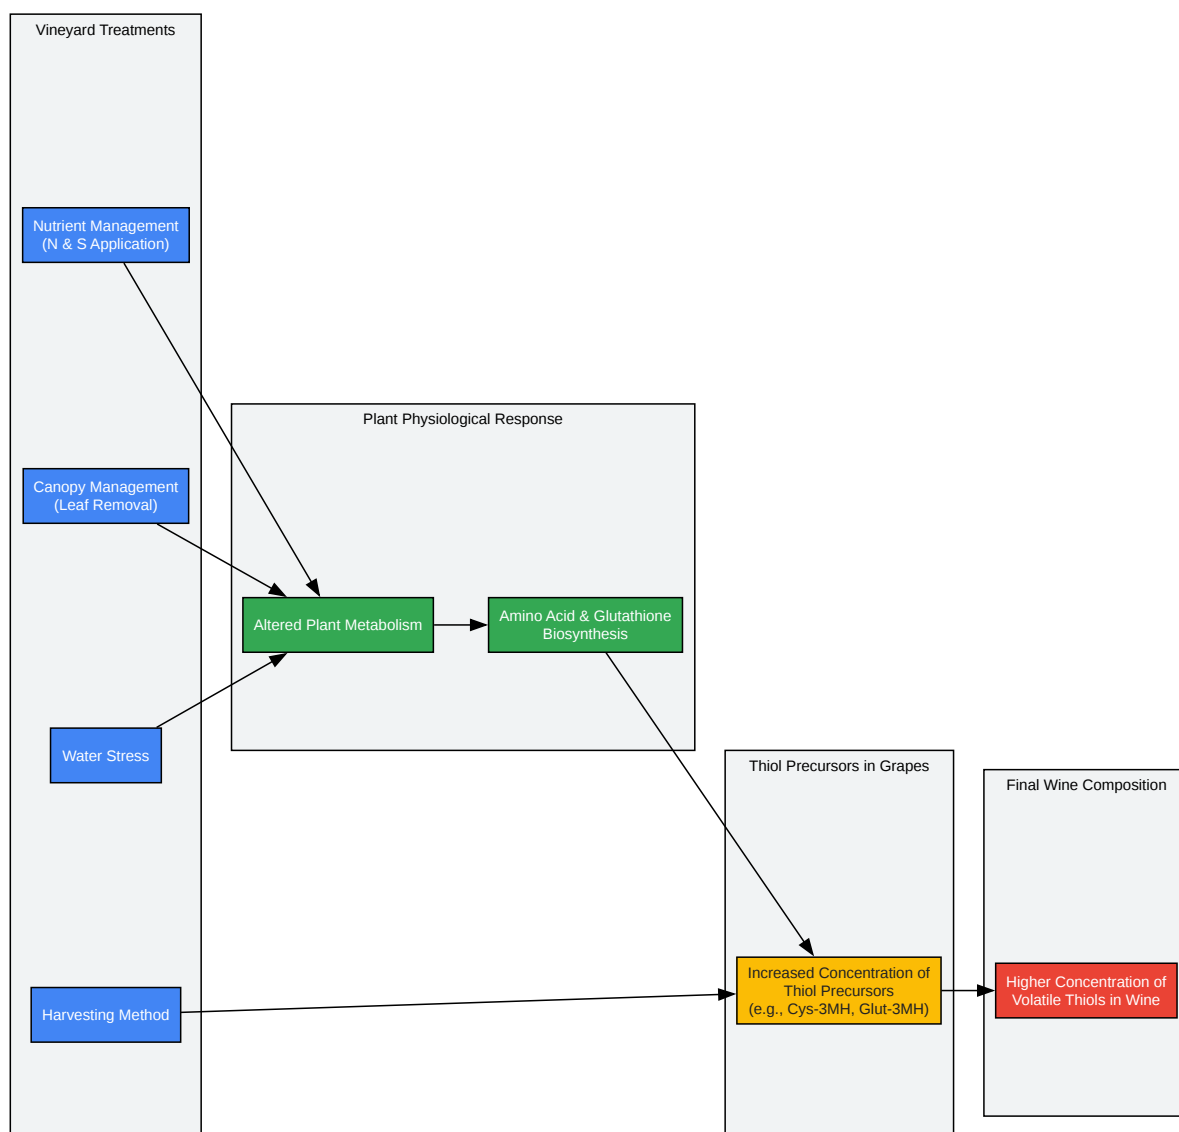 Vineyard Treatments
Nutrient Management
(N & S Application)
Canopy Management
(Leaf Removal)
Water Stress
Harvesting Method
Plant Physiological Response
Altered Plant Metabolism
Amino Acid & Glutathione
Biosynthesis
Thiol Precursors in Grapes
Increased Concentration of
Thiol Precursors
(e.g., Cys-3MH, Glut-3MH)
Final Wine Composition
Higher Concentration of
Volatile Thiols in Wine